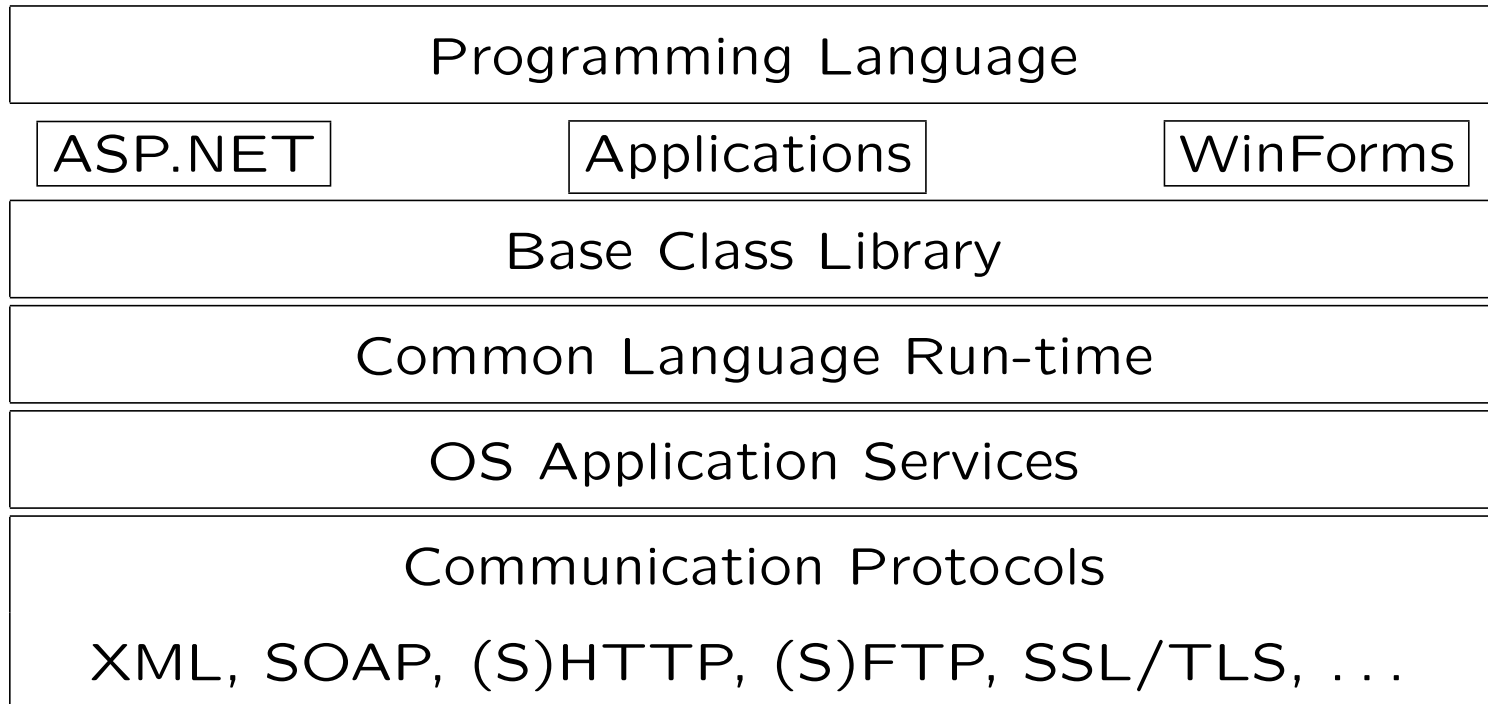 Programming Language
ASP.NET Applications WinForms
Base Class Library
Common Language Run-time
OS Application Services
Communication Protocols
XML, SOAP, (S)HTTP, (S)FTP, SSL/TLS, ...